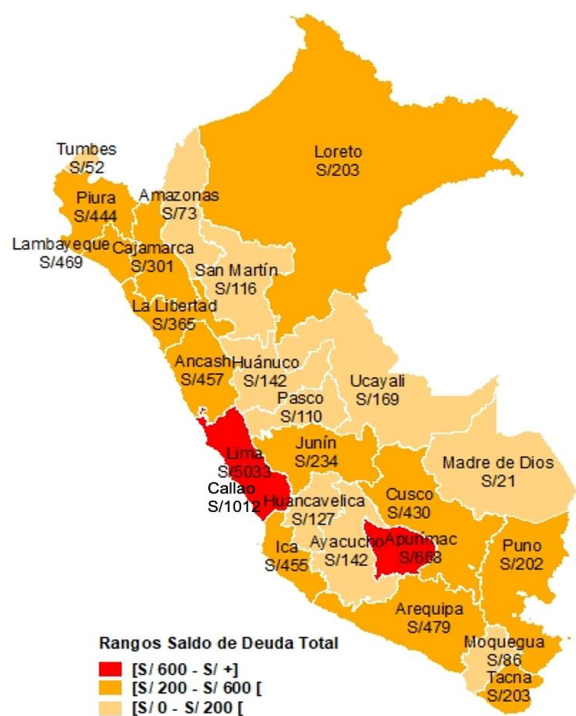 Loreto
S/203
Tumbes
S/52
Piura
S/444
Amazonas
S/73
Lambayeque
S/469
Cajamarca
S/301
San Martín
S/116
La Libertad
S/365
Ancash
S/457
Huánuco
S/142
Ucayali
S/169
Pasco
S/110
Lima
S/5033
Junín
S/234
Madre de Dios
S/21
Callao
S/1012
Huancavelica
S/127
Cusco
S/430
Ica
S/455
Ayacucho
S/142
Apurímac
S/668
Puno
S/202
Arequipa
S/479
Moquegua
S/86
Tacna
S/203
Rangos Saldo de Deuda Total
[S/ 600 - S/ +]
[S/ 200 - S/ 600 [
[S/ 0 - S/ 200 [